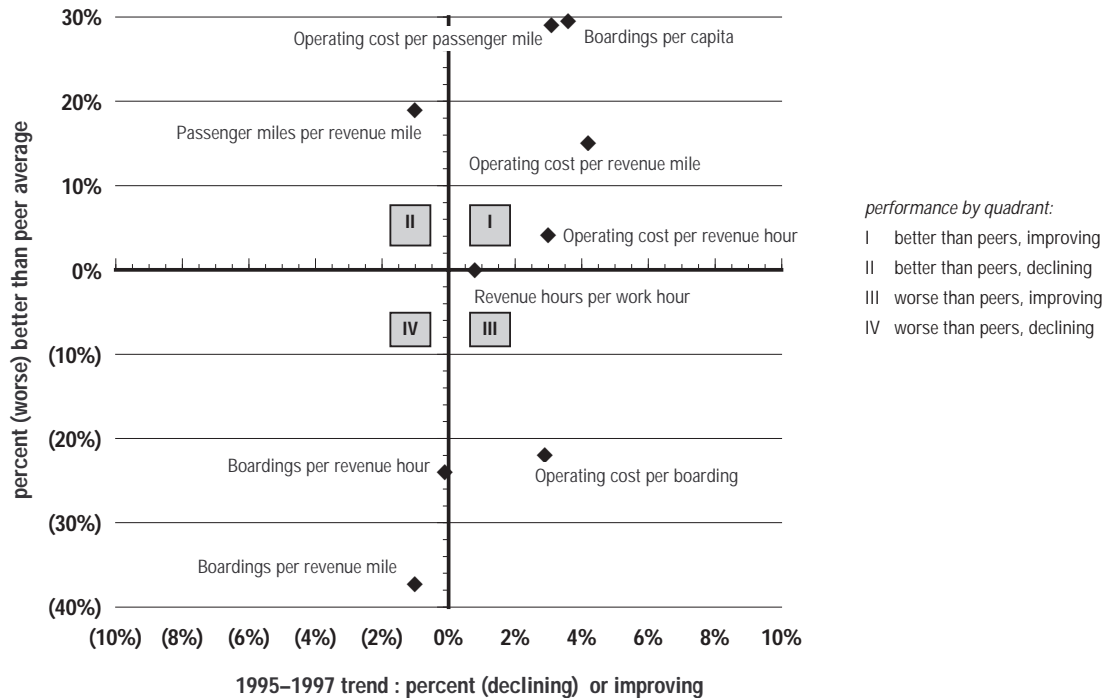 30%
Operating cost per passenger mile
Boardings per capita
20%
Passenger miles per revenue mile
Operating cost per revenue mile
10%
II
I
Operating cost per revenue hour
0%
Revenue hours per work hour
IV
III
(10%)
(20%)
Boardings per revenue hour
Operating cost per boarding
(30%)
Boardings per revenue mile
(40%)
(10%) (8%) (6%) (4%) (2%) 0% 2% 4% 6% 8% 10%
1995–1997 trend : percent (declining) or improving
percent (worse) better than peer average
performance by quadrant:
I better than peers, improving
II better than peers, declining
III worse than peers, improving
IV worse than peers, declining